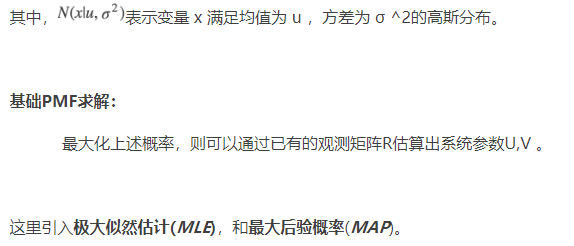 其中，N(x|u, σ²)表示变量 x 满足均值为 u ，方差为 σ ^2的高斯分布。
基础PMF求解：
最大化上述概率，则可以通过已有的观测矩阵R估算出系统参数U,V 。
这里引入极大似然估计(MLE)，和最大后验概率(MAP)。